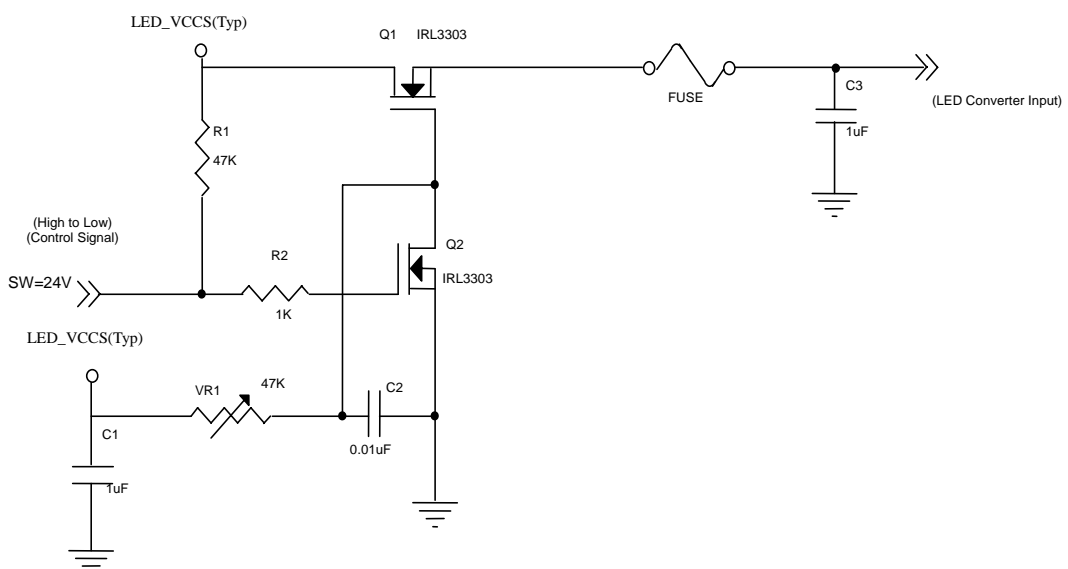 LED_VCCS(Typ)
Q1 IRL3303
FUSE
C3
(LED Converter Input)
1uF
R1
47K
(High to Low)
(Control Signal)
R2
Q2
IRL3303
SW=24V
1K
LED_VCCS(Typ)
VR1
47K
C2
C1
0.01uF
1uF